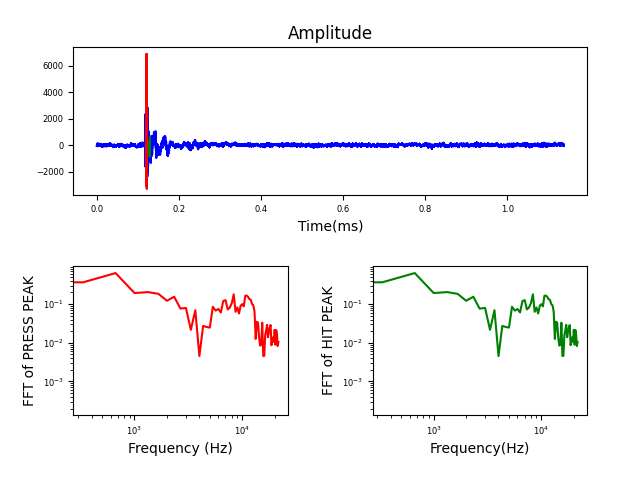 Amplitude
6000
4000
2000
0
−2000
0.0 0.2 0.4 0.6 0.8 1.0
Time(ms)
FFT of PRESS PEAK
10⁻¹
10⁻²
10⁻³
10³ 10⁴
Frequency (Hz)
FFT of HIT PEAK
10⁻¹
10⁻²
10⁻³
10³ 10⁴
Frequency(Hz)